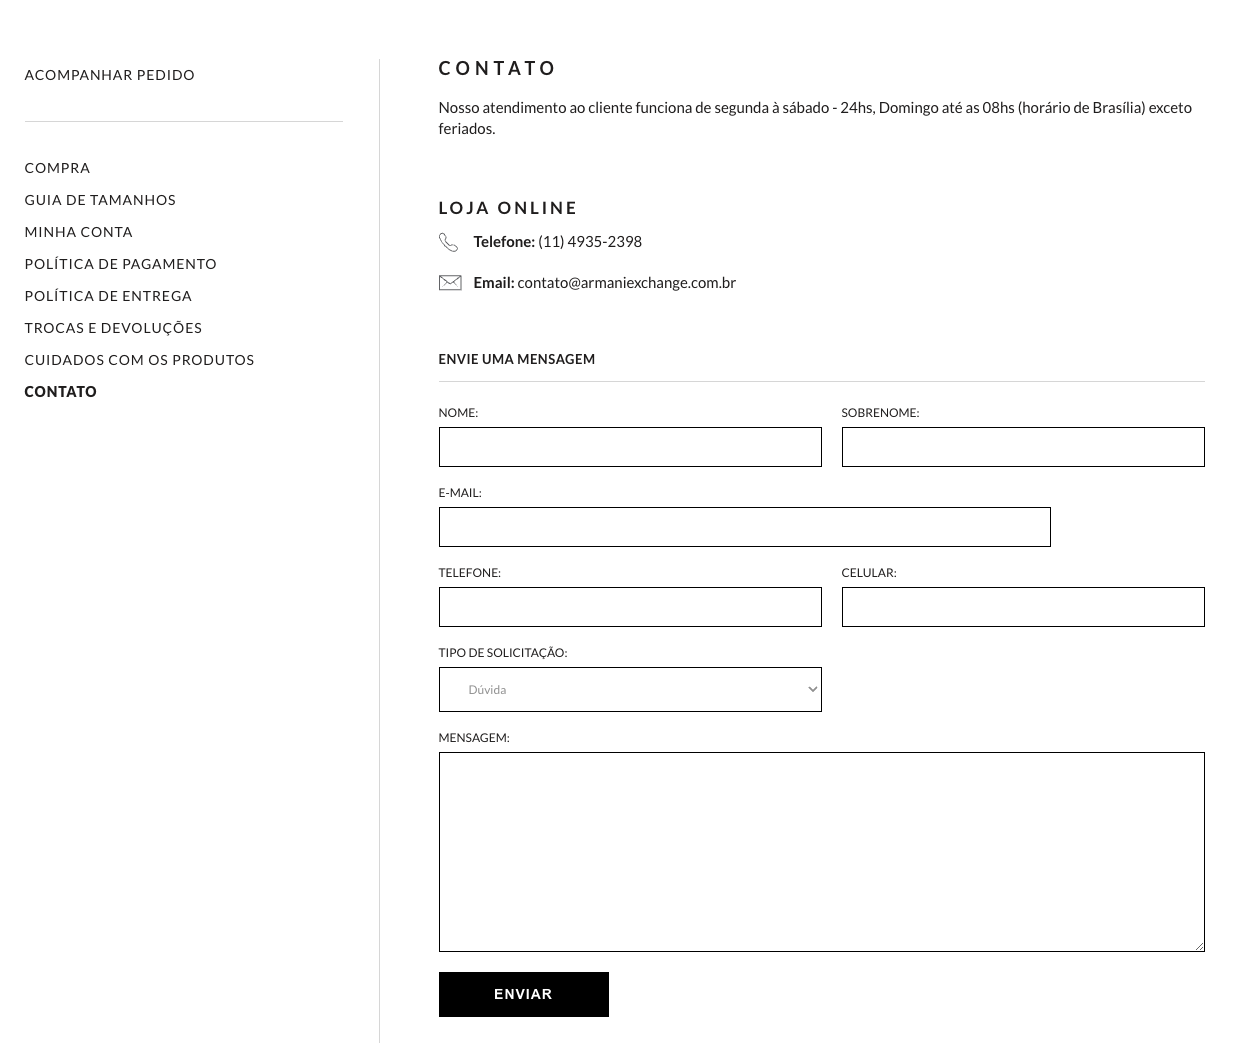 ACOMPANHAR PEDIDO
COMPRA
GUIA DE TAMANHOS
MINHA CONTA
POLÍTICA DE PAGAMENTO
POLÍTICA DE ENTREGA
TROCAS E DEVOLUÇÕES
CUIDADOS COM OS PRODUTOS
CONTATO
CONTATO
Nosso atendimento ao cliente funciona de segunda à sábado - 24hs, Domingo até as 08hs (horário de Brasília) exceto
feriados.
LOJA ONLINE
Telefone: (11) 4935-2398
Email: contato@armaniexchange.com.br
ENVIE UMA MENSAGEM
NOME:
SOBRENOME:
E-MAIL:
TELEFONE:
CELULAR:
TIPO DE SOLICITAÇÃO:
Dúvida
MENSAGEM:
ENVIAR